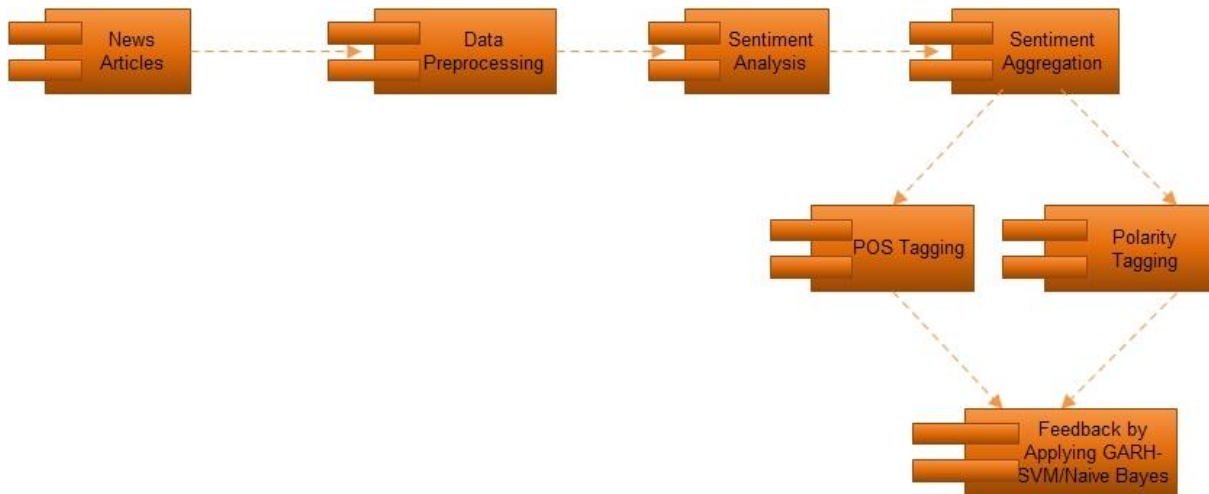 News
Articles
Data
Preprocessing
Sentiment
Analysis
Sentiment
Aggregation
POS Tagging
Polarity
Tagging
Feedback by
Applying GARH-
SVM/Naive Bayes